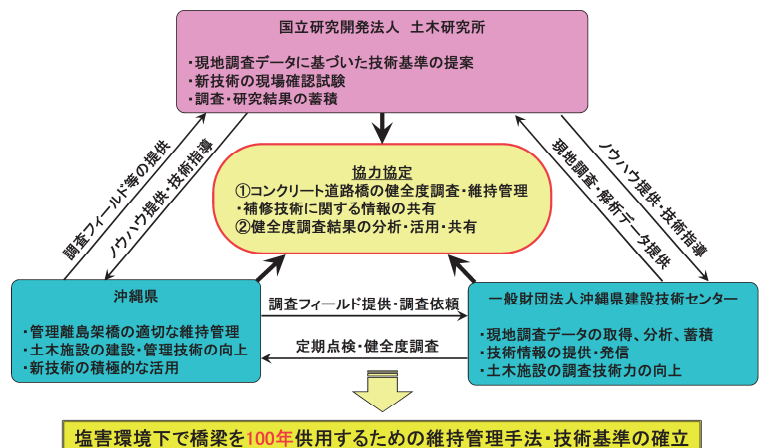 国立研究開発法人 土木研究所
・現地調査データに基づいた技術基準の提案
・新技術の現場確認試験
・調査・研究結果の蓄積
調査フィールド等の提供
ノウハウ提供・技術指導
協力協定
①コンクリート道路橋の健全度調査・維持管理
・補修技術に関する情報の共有
②健全度調査結果の分析・活用・共有
ノウハウ提供・技術指導
現地調査・解析データ提供
沖縄県
・管理離島架橋の適切な維持管理
・土木施設の建設・管理技術の向上
・新技術の積極的な活用
調査フィールド提供・調査依頼
定期点検・健全度調査
一般財団法人沖縄県建設技術センター
・現地調査データの取得、分析、蓄積
・技術情報の提供・発信
・土木施設の調査技術力の向上
塩害環境下で橋梁を100年供用するための維持管理手法・技術基準の確立